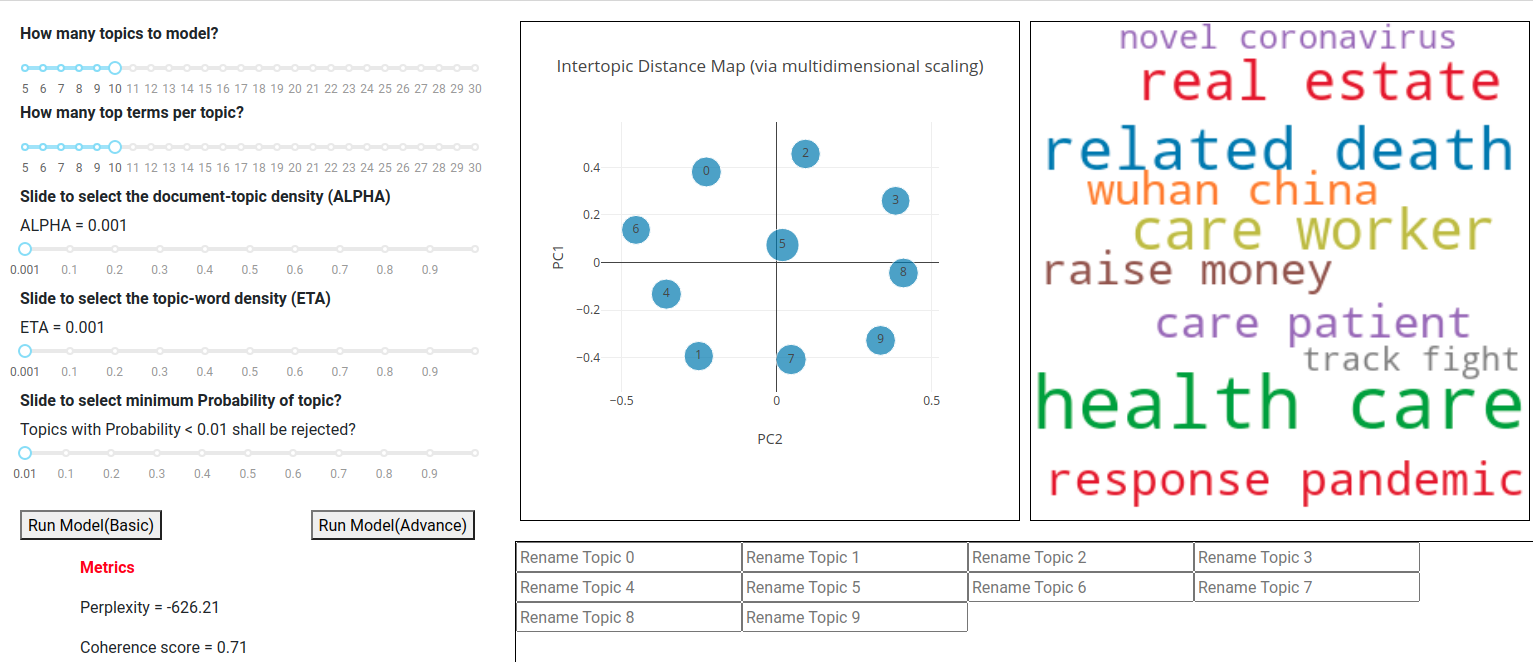 How many topics to model?
5 6 7 8 9 10 11 12 13 14 15 16 17 18 19 20 21 22 23 24 25 26 27 28 29 30
How many top terms per topic?
5 6 7 8 9 10 11 12 13 14 15 16 17 18 19 20 21 22 23 24 25 26 27 28 29 30
Slide to select the document-topic density (ALPHA)
ALPHA = 0.001
0.001 0.1 0.2 0.3 0.4 0.5 0.6 0.7 0.8 0.9
Slide to select the topic-word density (ETA)
ETA = 0.001
0.001 0.1 0.2 0.3 0.4 0.5 0.6 0.7 0.8 0.9
Slide to select minimum Probability of topic?
Topics with Probability < 0.01 shall be rejected?
0.01 0.1 0.2 0.3 0.4 0.5 0.6 0.7 0.8 0.9
Run Model(Basic) Run Model(Advance)
Metrics
Perplexity = -626.21
Coherence score = 0.71
Intertopic Distance Map (via multidimensional scaling)
2
0.4 0
3
0.2
6
5
PC1
0
8
4
−0.2
9
−0.4 1 7
−0.5 0 0.5
PC2
novel coronavirus
real estate
related death
wuhan china
care worker
raise money
care patient
track fight
health care
response pandemic
Rename Topic 0 Rename Topic 1 Rename Topic 2 Rename Topic 3
Rename Topic 4 Rename Topic 5 Rename Topic 6 Rename Topic 7
Rename Topic 8 Rename Topic 9